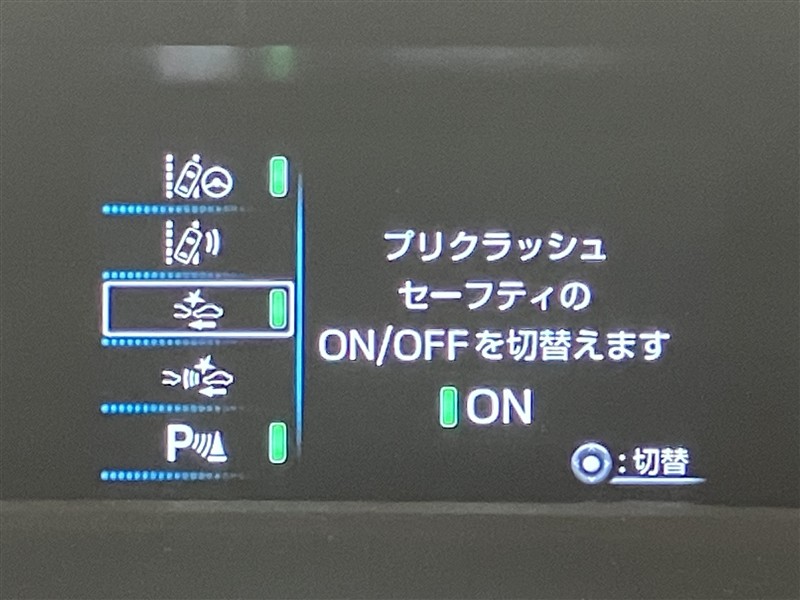 プリクラッシュ
セーフティの
ON/OFFを切替えます
ON
P
:切替